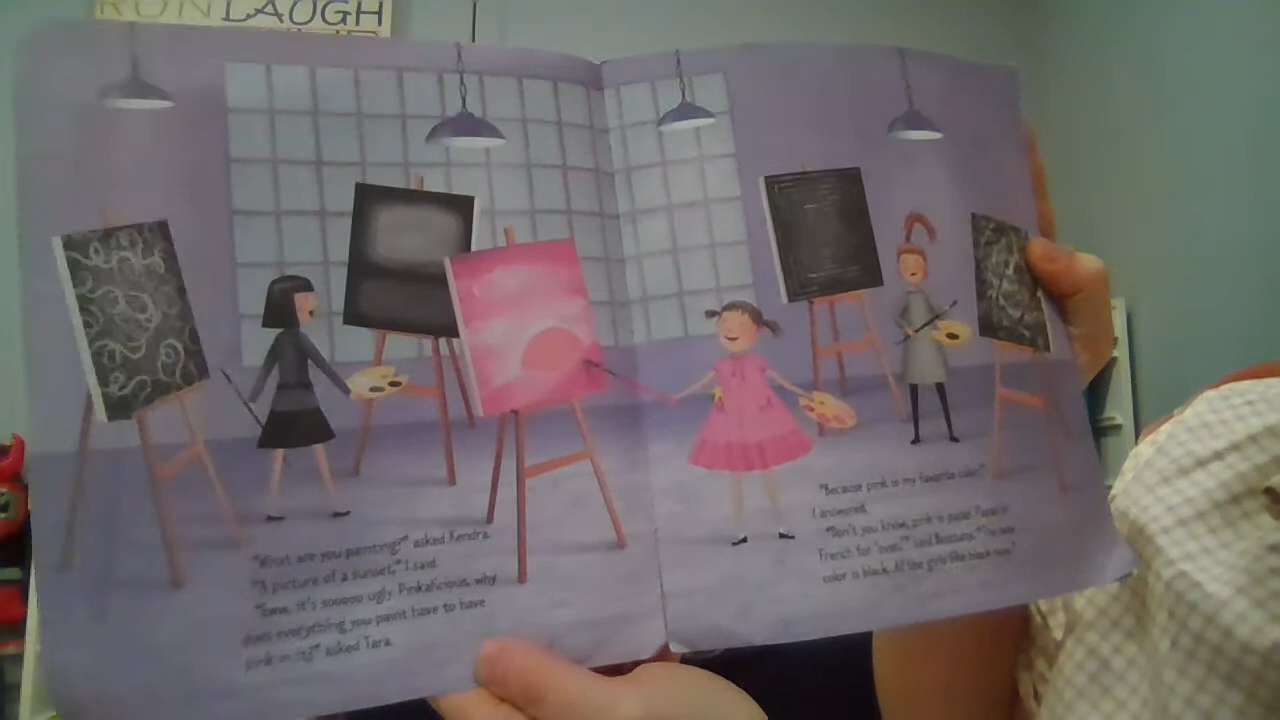 RUN LAUGH
"What are you painting?" asked Kendra.
"A picture of a sunset," I said.
"Eww, it's sooooo ugly. Pinkalicious, why
does everything you paint have to have
pink in it?" asked Tara.
"Because pink is my favorite color,"
I answered.
"Don't you know, pink is passé. Passé is
French for 'over,'" said "The new
color is black. All the girls like black now."